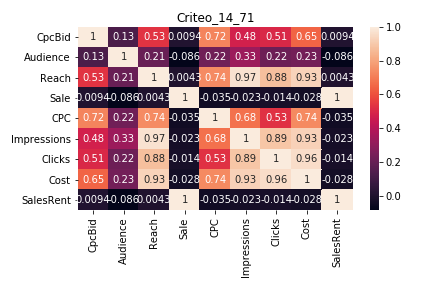 Criteo_14_71
CpcBid 1 0.13 0.53 0.0094 0.72 0.48 0.51 0.65 0.0094
Audience 0.13 1 0.21 -0.086 0.22 0.33 0.22 0.23 -0.086
Reach 0.53 0.21 1 0.0043 0.74 0.97 0.88 0.93 0.0043
Sale 0.0094 -0.086 0.0043 1 -0.035 -0.023 -0.014 -0.028 1
CPC 0.72 0.22 0.74 -0.035 1 0.68 0.53 0.74 -0.035
Impressions 0.48 0.33 0.97 -0.023 0.68 1 0.89 0.93 -0.023
Clicks 0.51 0.22 0.88 -0.014 0.53 0.89 1 0.96 -0.014
Cost 0.65 0.23 0.93 -0.028 0.74 0.93 0.96 1 -0.028
SalesRent 0.0094 -0.086 0.0043 1 -0.035 -0.023 -0.014 -0.028 1
CpcBid Audience Reach Sale CPC Impressions Clicks Cost SalesRent
1.0
0.8
0.6
0.4
0.2
0.0